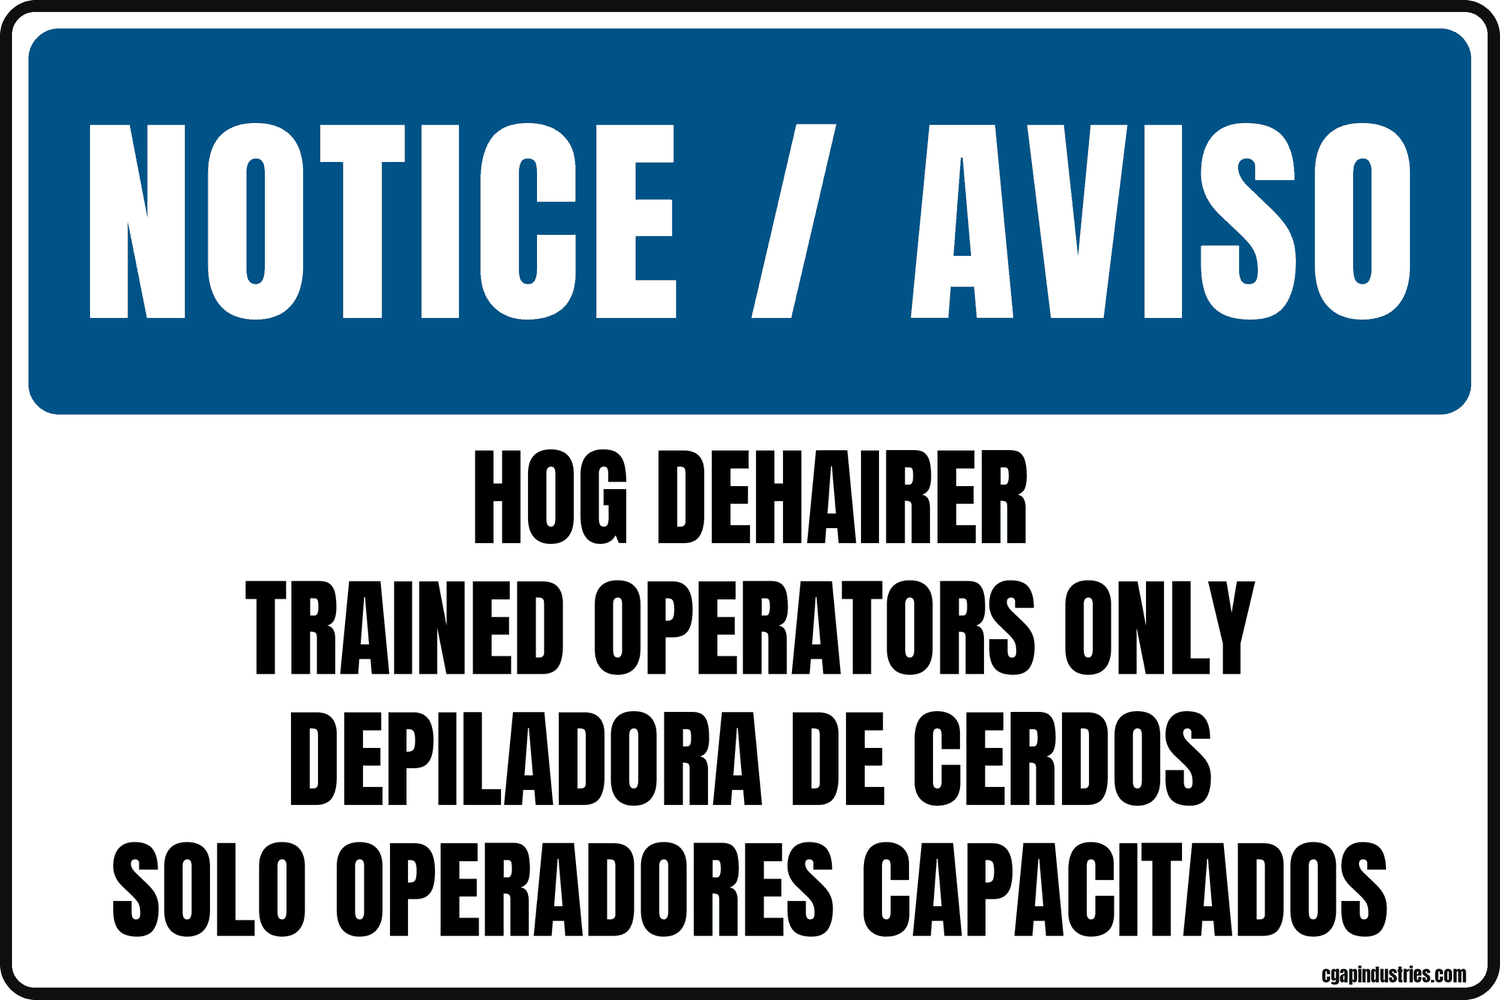 NOTICE / AVISO
HOG DEHAIRER
TRAINED OPERATORS ONLY
DEPILADORA DE CERDOS
SOLO OPERADORES CAPACITADOS
cgapindustries.com